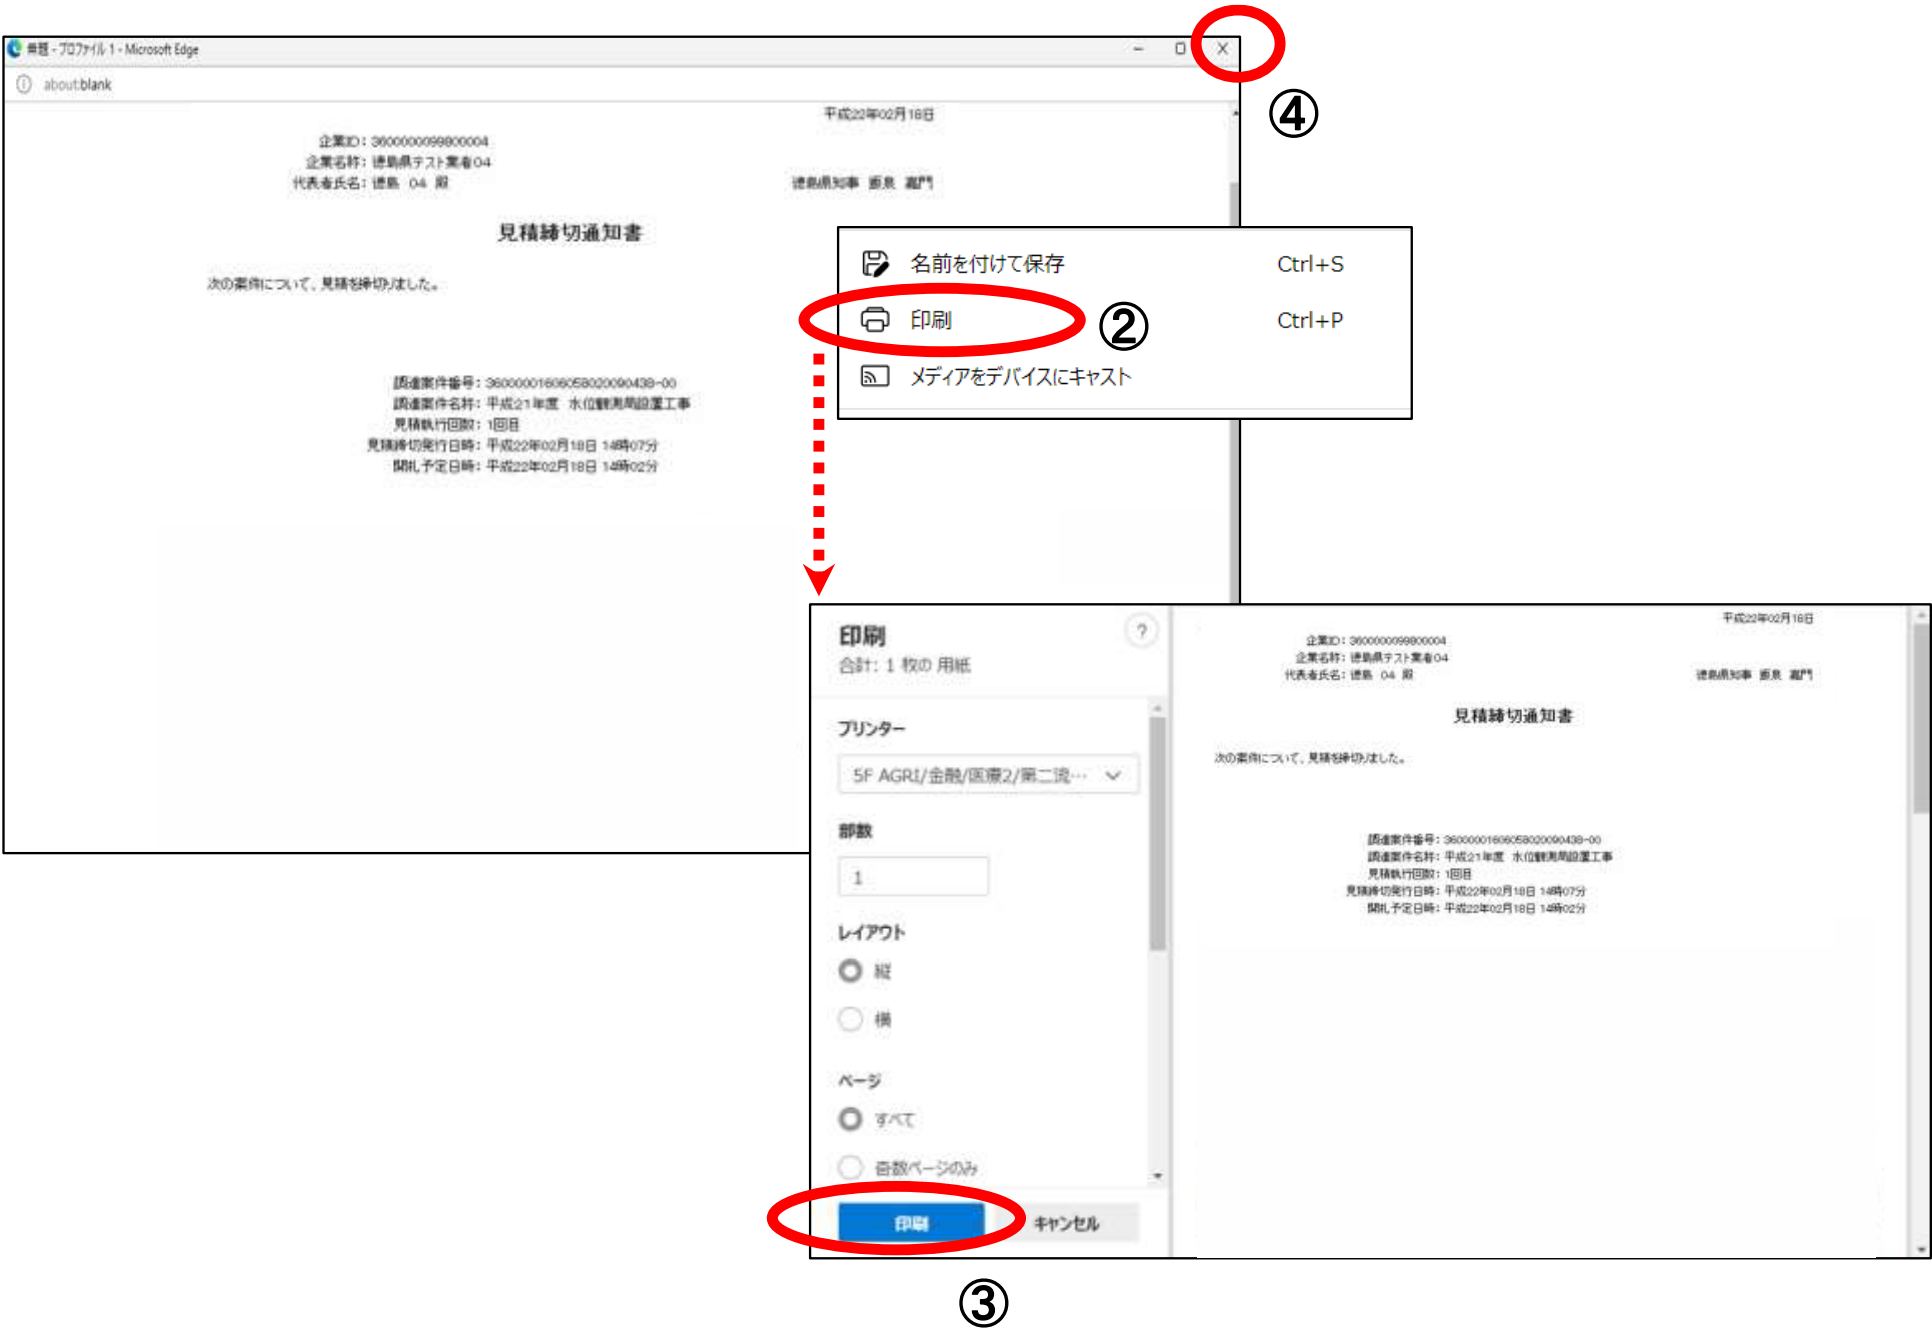 無題 - プロファイル 1 - Microsoft Edge
about:blank
平成22年02月18日
企業ID：3600000099800004
企業名称：徳島県テスト業者04
代表者氏名：徳島 04 殿
徳島県知事 飯泉 嘉門
見積締切通知書
次の案件について、見積を締切りました。
調達案件番号：3600000160605802009​0438-00
調達案件名称：平成21年度 水位観測局設置工事
見積執行回数：1回目
見積締切発行日時：平成22年02月18日 14時07分
開札予定日時：平成22年02月18日 14時02分
④
名前を付けて保存 Ctrl+S
印刷 Ctrl+P
②
メディアをデバイスにキャスト
印刷
?
合計: 1 枚の 用紙
プリンター
5F AGRI/金融/医療2/第二流…
部数
1
レイアウト
縦
横
ページ
すべて
奇数ページのみ
印刷 キャンセル
③
平成22年02月18日
企業ID：3600000099800004
企業名称：徳島県テスト業者04
代表者氏名：徳島 04 殿
徳島県知事 飯泉 嘉門
見積締切通知書
次の案件について、見積を締切りました。
調達案件番号：36000001606058020090438-00
調達案件名称：平成21年度 水位観測局設置工事
見積執行回数：1回目
見積締切発行日時：平成22年02月18日 14時07分
開札予定日時：平成22年02月18日 14時02分